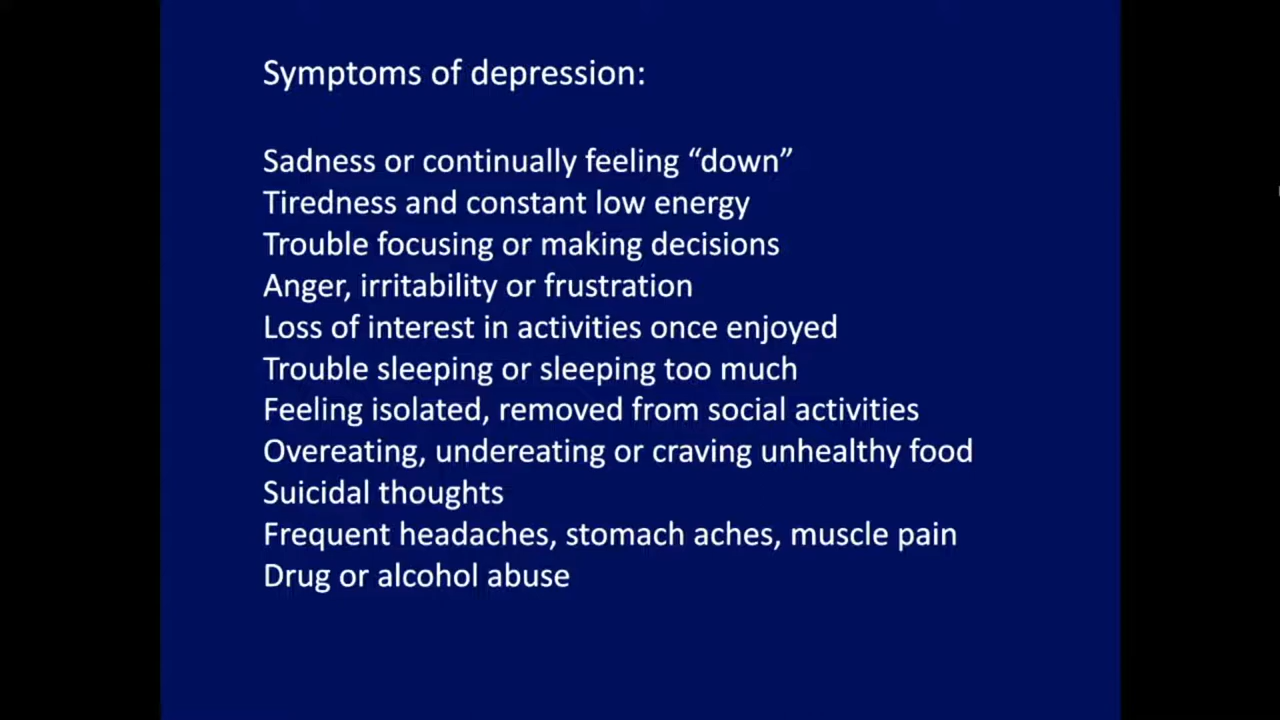 Symptoms of depression:
Sadness or continually feeling “down”
Tiredness and constant low energy
Trouble focusing or making decisions
Anger, irritability or frustration
Loss of interest in activities once enjoyed
Trouble sleeping or sleeping too much
Feeling isolated, removed from social activities
Overeating, undereating or craving unhealthy food
Suicidal thoughts
Frequent headaches, stomach aches, muscle pain
Drug or alcohol abuse